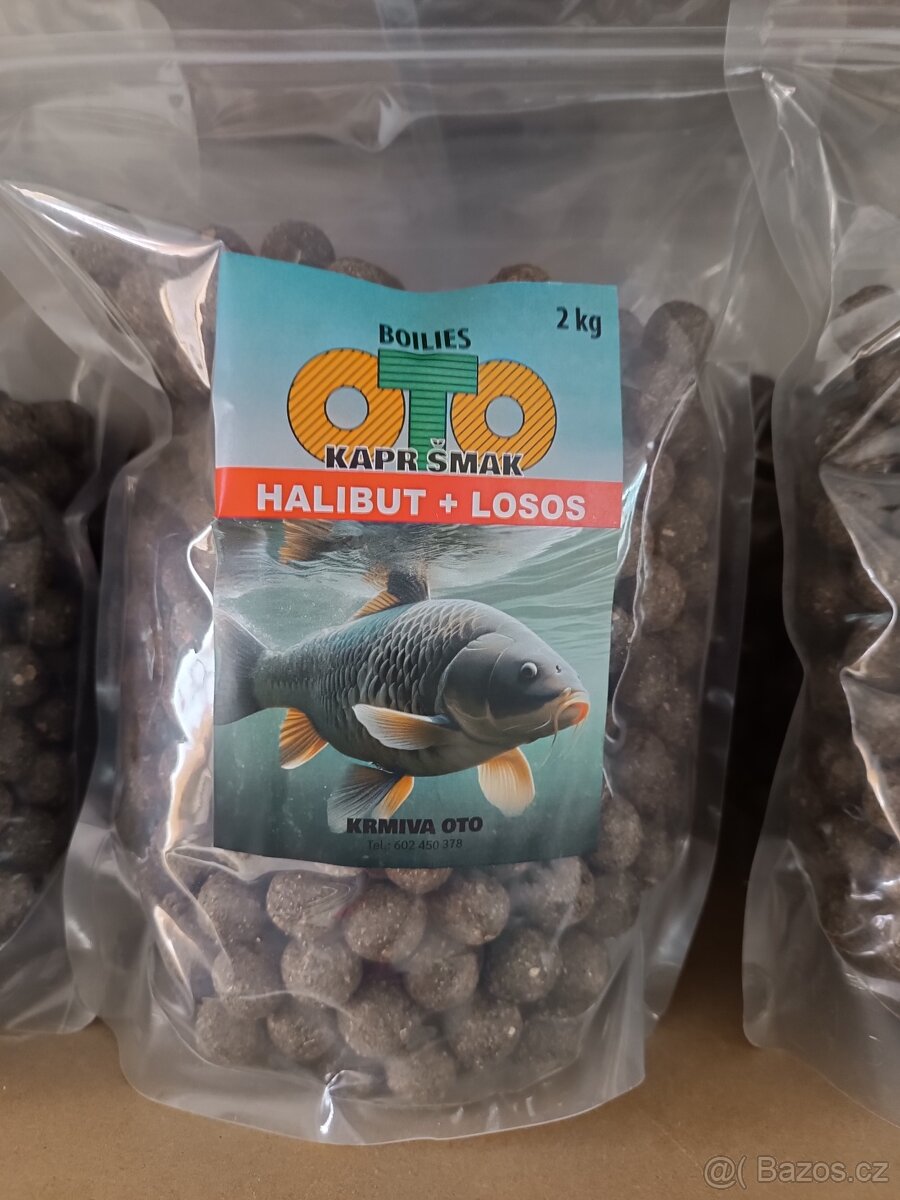 BOILIES
2 kg
OTO
KAPR ŠMAK
HALIBUT + LOSOS
KRMIVA OTO
Tel.: 602 450 378
@( Bazos.cz